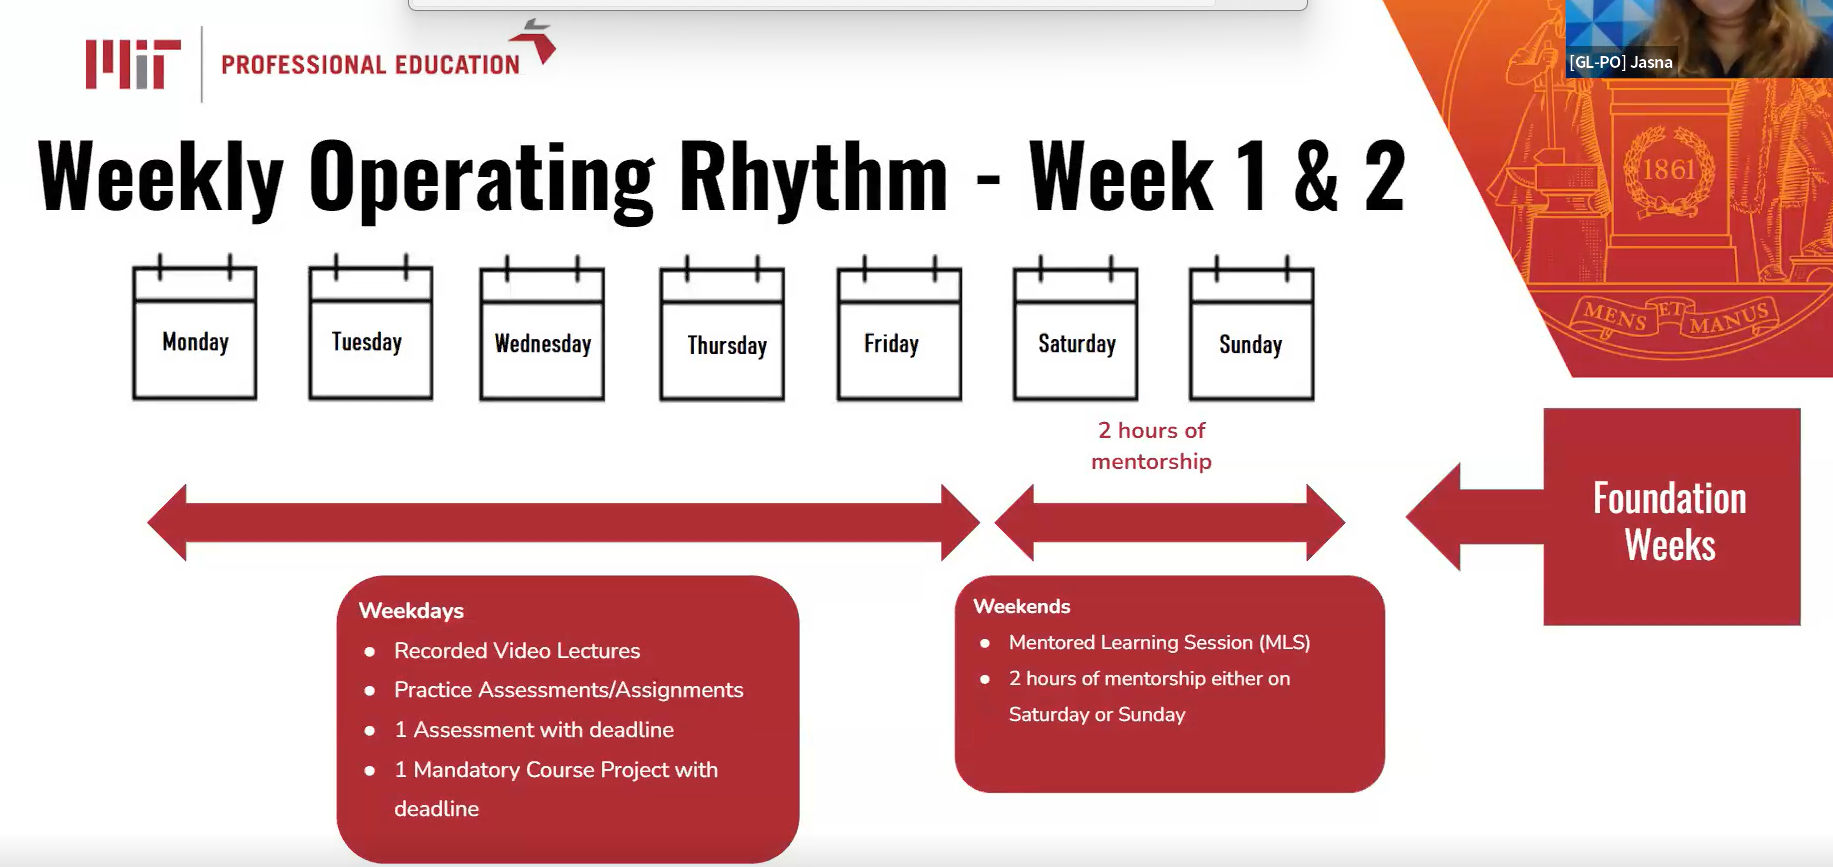 MIT
PROFESSIONAL EDUCATION
[GL-PO] Jasna
1861
MENS ET MANUS
Weekly Operating Rhythm - Week 1 & 2
Monday
Tuesday
Wednesday
Thursday
Friday
Saturday
Sunday
2 hours of
mentorship
Foundation
Weeks
Weekdays
● Recorded Video Lectures
● Practice Assessments/Assignments
● 1 Assessment with deadline
● 1 Mandatory Course Project with
deadline
Weekends
● Mentored Learning Session (MLS)
● 2 hours of mentorship either on
Saturday or Sunday